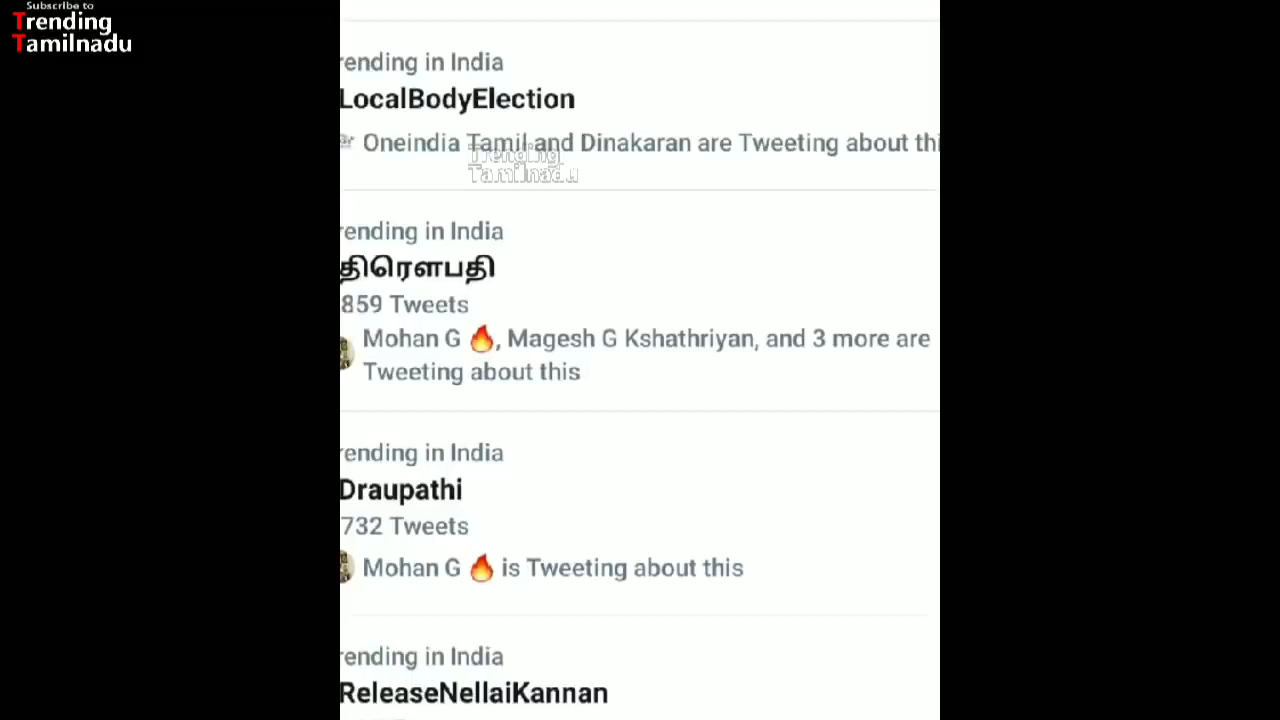 Subscribe to
Trending
Tamilnadu
rending in India
LocalBodyElection
Oneindia Tamil and Dinakaran are Tweeting about thi
Trending
Tamilnadu
rending in India
திரௌபதி
859 Tweets
Mohan G 🔥, Magesh G Kshathriyan, and 3 more are
Tweeting about this
rending in India
Draupathi
732 Tweets
Mohan G 🔥 is Tweeting about this
rending in India
ReleaseNellaiKannan